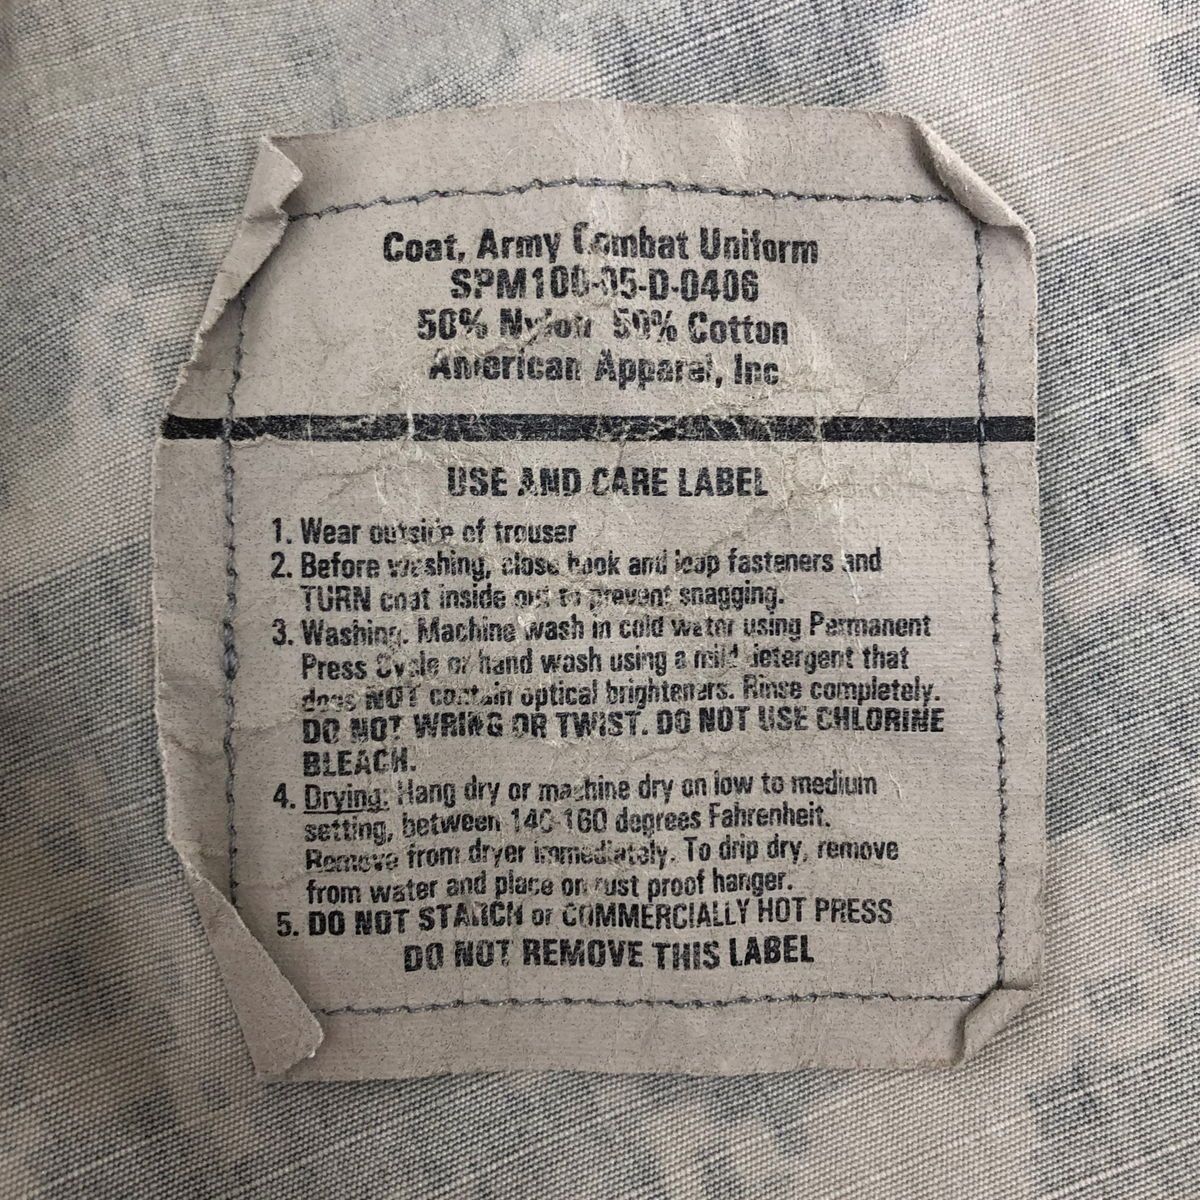 Coat, Army Combat Uniform
SPM100-05-D-0406
50% Nylon 50% Cotton
American Apparel, Inc
USE AND CARE LABEL
1. Wear outside of trouser
2. Before washing, close hook and loop fasteners and
TURN coat inside out to prevent snagging.
3. Washing: Machine wash in cold water using Permanent
Press Cycle or hand wash using a mild detergent that
does NOT contain optical brighteners. Rinse completely.
DO NOT WRING OR TWIST. DO NOT USE CHLORINE
BLEACH.
4. Drying: Hang dry or machine dry on low to medium
setting, between 140-160 degrees Fahrenheit.
Remove from dryer immediately. To drip dry, remove
from water and place on rust proof hanger.
5. DO NOT STARCH or COMMERCIALLY HOT PRESS
DO NOT REMOVE THIS LABEL